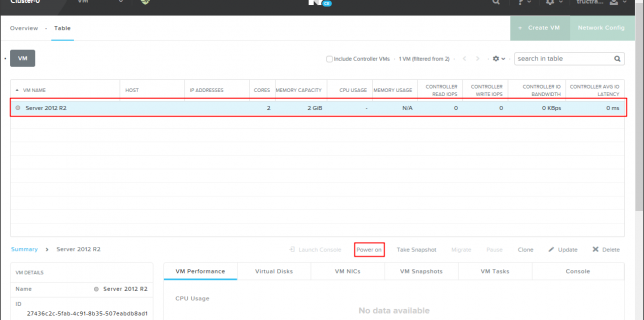 Cluster-0 VM
Overview · Table
+ Create VM Network Config
VM
Include Controller VMs · 1 VM (filtered from 2) · < > · search in table
VM NAME HOST IP ADDRESSES CORES MEMORY CAPACITY CPU USAGE MEMORY USAGE CONTROLLER READ IOPS CONTROLLER WRITE IOPS CONTROLLER IO BANDWIDTH CONTROLLER AVG IO LATENCY
Server 2012 R2 2 2 GiB - N/A 0 0 0 KBps 0 ms
Summary > Server 2012 R2
Launch Console Power on Take Snapshot Migrate Pause Clone Update Delete
VM DETAILS
Name Server 2012 R2
ID
27436c2c-5fab-4c9f-8b35-507eabdb8ad1
VM Performance Virtual Disks VM NICs VM Snapshots VM Tasks Console
CPU Usage
No data available